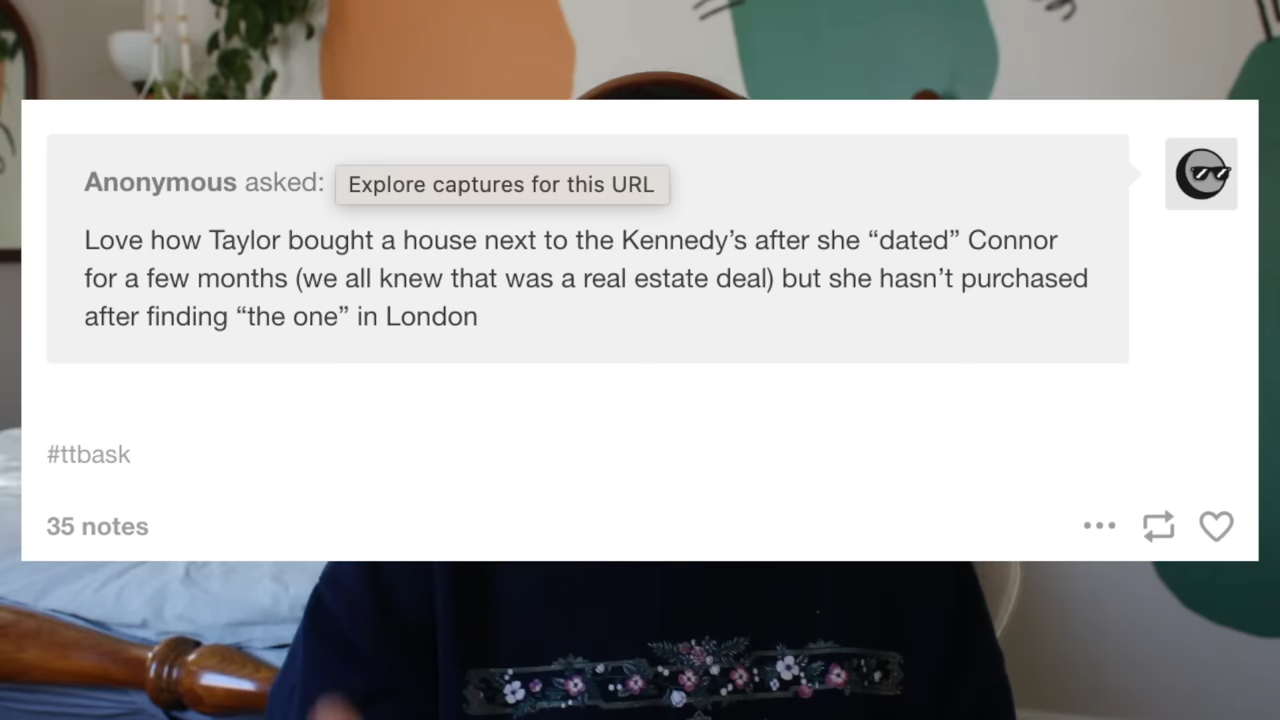 Anonymous asked:
Explore captures for this URL
Love how Taylor bought a house next to the Kennedy’s after she “dated” Connor
for a few months (we all knew that was a real estate deal) but she hasn’t purchased
after finding “the one” in London
#ttbask
35 notes